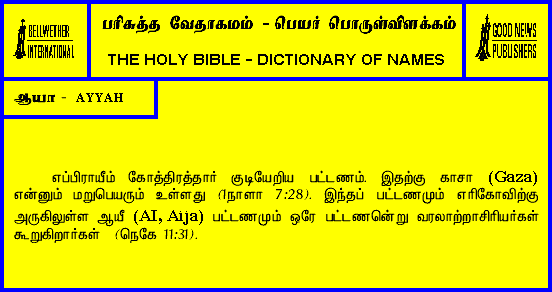 BELLWETHER
INTERNATIONAL
பரிசுத்த வேதாகமம் - பெயர் பொருள்விளக்கம்
THE HOLY BIBLE - DICTIONARY OF NAMES
GOOD NEWS
PUBLISHERS
ஆயா - AYYAH
எப்பிராயீம் கோத்திரத்தார் குடியேறிய பட்டணம். இதற்கு காசா (Gaza)
என்னும் மறுபெயரும் உள்ளது (1நாளா 7:28). இந்தப் பட்டணமும் எரிகோவிற்கு
அருகிலுள்ள ஆயீ (AI, Aija) பட்டணமும் ஒரே பட்டணனென்று வரலாற்றாசிரியர்கள்
கூறுகிறார்கள் (நெகே 11:31).